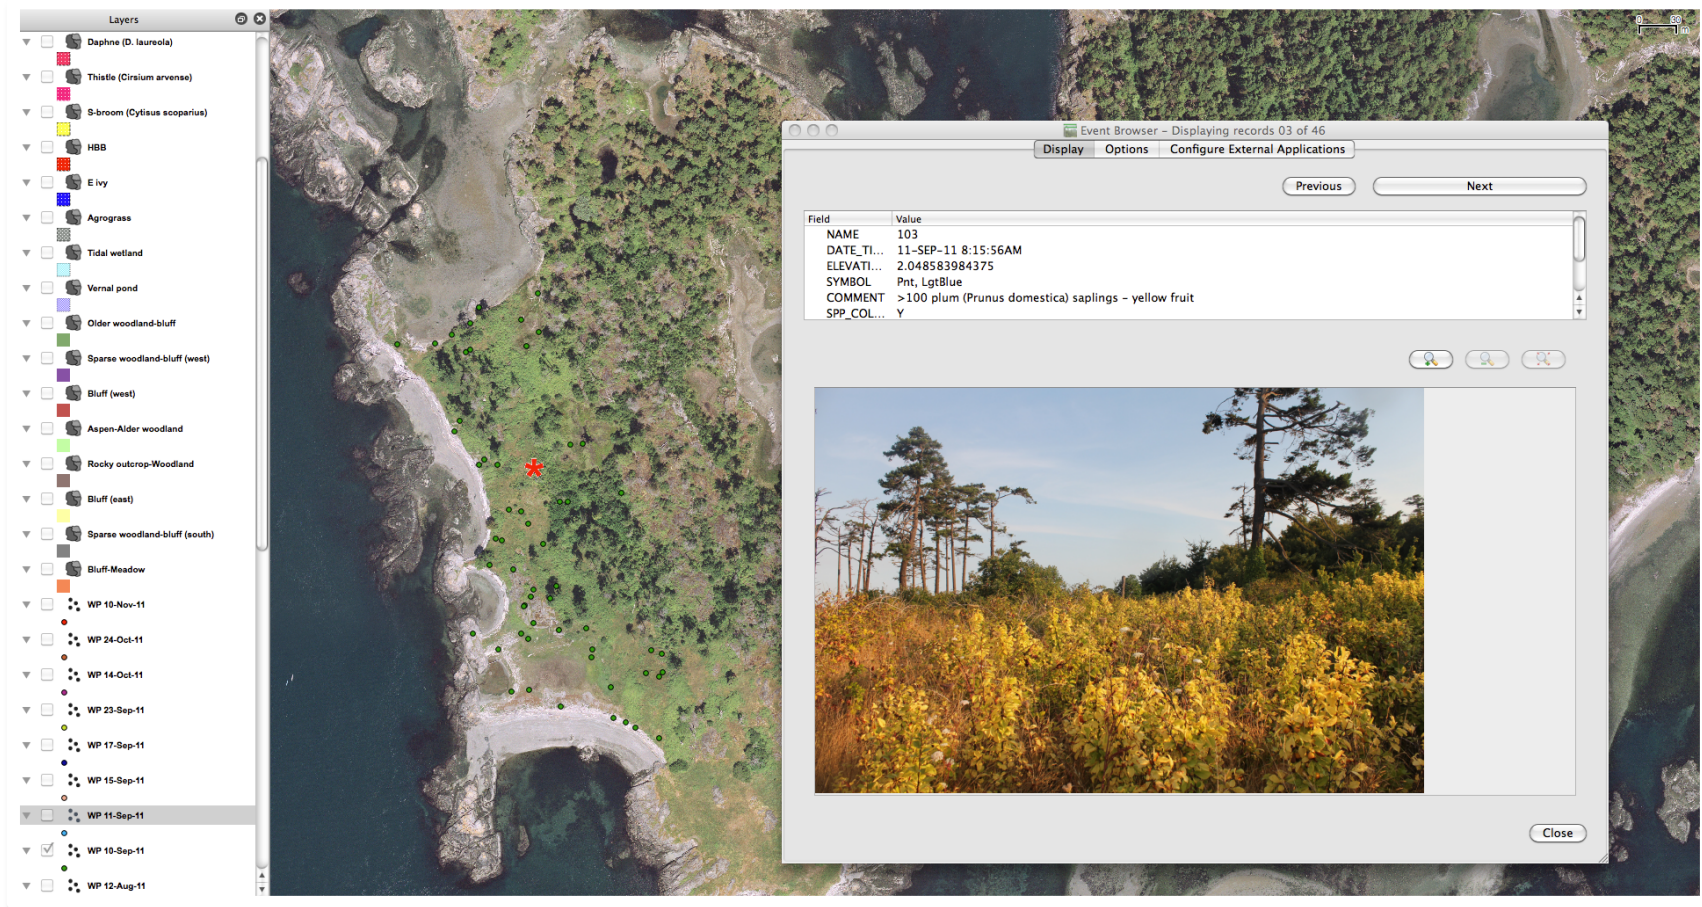 Layers
Daphne (D. laureola)
Thistle (Cirsium arvense)
S-broom (Cytisus scoparius)
HBB
E ivy
Agrograss
Tidal wetland
Vernal pond
Older woodland-bluff
Sparse woodland-bluff (west)
Bluff (west)
Aspen-Alder woodland
Rocky outcrop-Woodland
Bluff (east)
Sparse woodland-bluff (south)
Bluff-Meadow
WP 10-Nov-11
WP 24-Oct-11
WP 14-Oct-11
WP 23-Sep-11
WP 17-Sep-11
WP 15-Sep-11
WP 11-Sep-11
WP 10-Sep-11
WP 12-Aug-11
0 30
m
Event Browser - Displaying records 03 of 46
Display Options Configure External Applications
Previous Next
Field Value
NAME 103
DATE_TI... 11-SEP-11 8:15:56AM
ELEVATI... 2.048583984375
SYMBOL Pnt, LgtBlue
COMMENT >100 plum (Prunus domestica) saplings - yellow fruit
SPP_COL... Y
Close